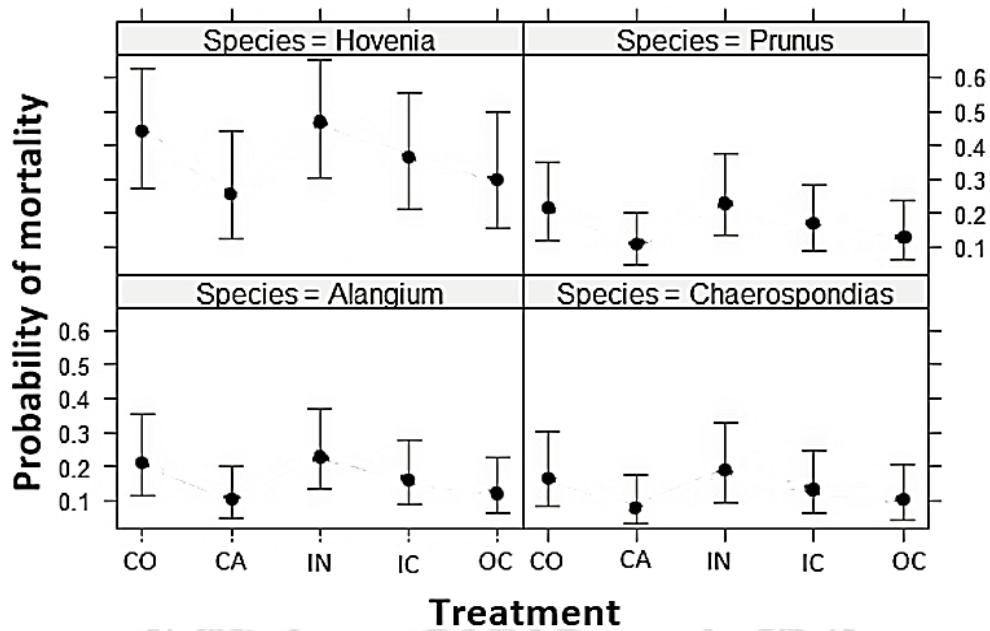 Species = Hovenia
Species = Prunus
0.6
0.5
0.4
0.3
0.2
0.1
Probability of mortality
Species = Alangium
Species = Chaerospondias
0.6
0.5
0.4
0.3
0.2
0.1
CO CA IN IC OC
CO CA IN IC OC
Treatment